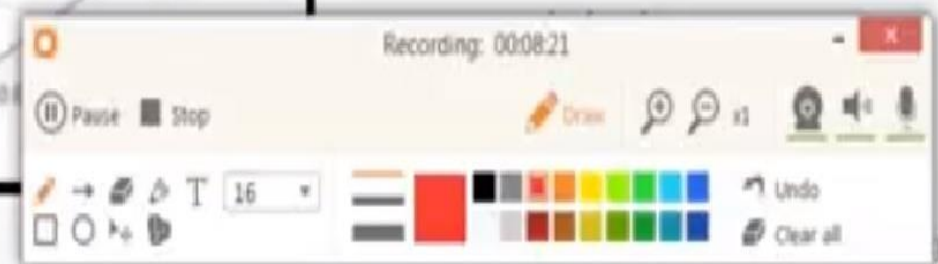 Recording: 00:08:21
Pause Stop Draw x1
T 16 Undo
Clear all